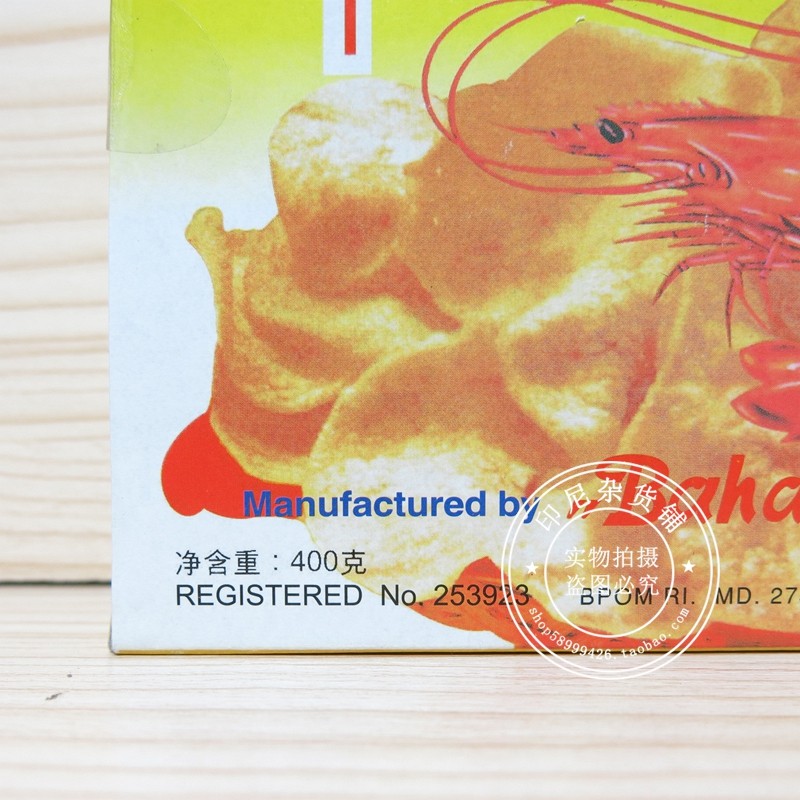 Manufactured by
净含重：400克
REGISTERED No. 253923
BPOM RI. MD.
印尼杂货铺
实物拍摄
盗图必究
shop58999426.taobao.com